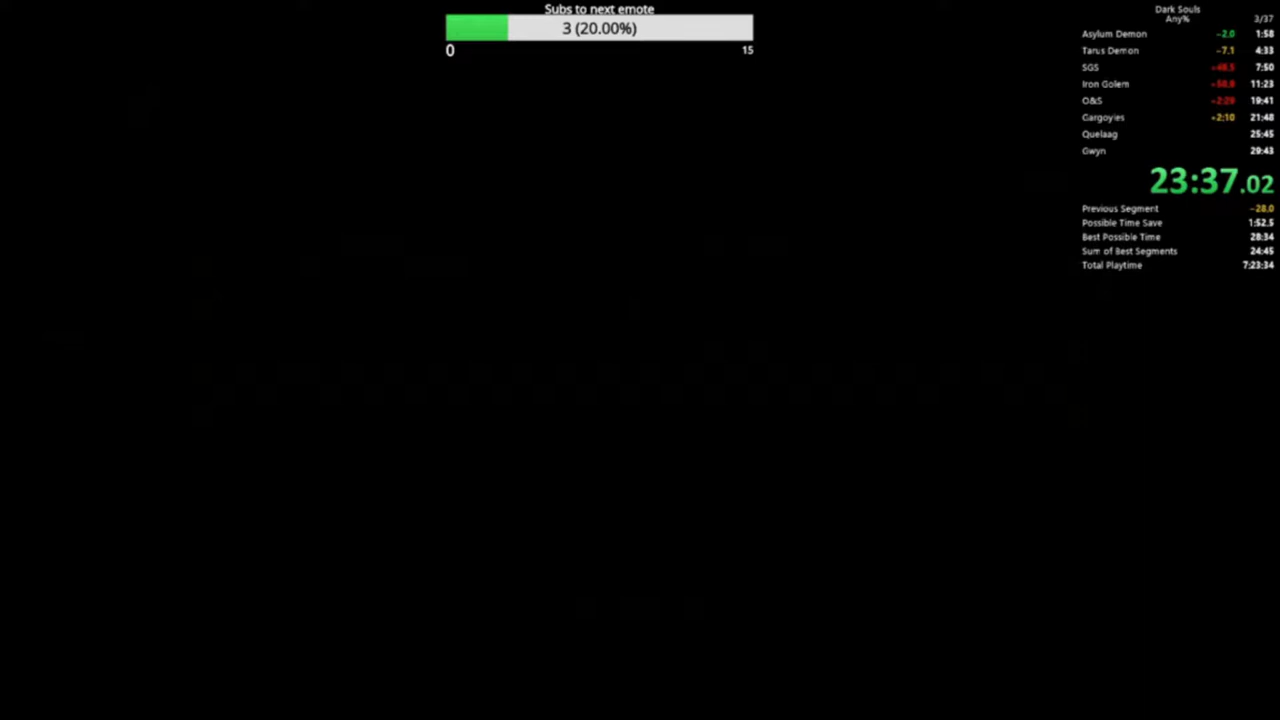 Subs to next emote
3 (20.00%)
0 15
Dark Souls
Any% 3/37
Asylum Demon -2.0 1:58
Tarus Demon -7.1 4:33
SGS 7:50
Iron Golem 11:23
O&S 19:41
Gargoyles 21:48
Quelaag 25:45
Gwyn 29:43
23:37.02
Previous Segment -28.0
Possible Time Save 1:52.5
Best Possible Time 28:34
Sum of Best Segments 24:45
Total Playtime 7:23:34